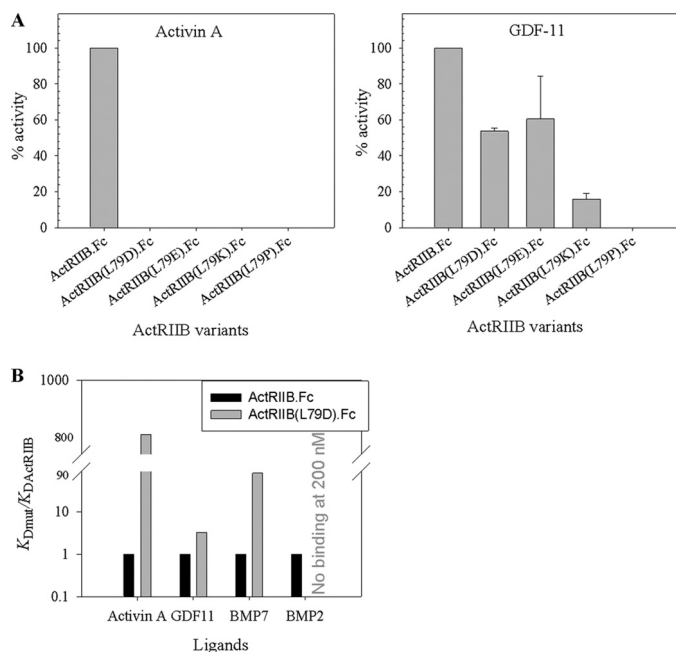 A
Activin A
% activity
100
80
60
40
20
0
ActRIIB.Fc
ActRIIB(L79D).Fc
ActRIIB(L79E).Fc
ActRIIB(L79K).Fc
ActRIIB(L79P).Fc
ActRIIB variants
GDF-11
% activity
100
80
60
40
20
0
ActRIIB.Fc
ActRIIB(L79D).Fc
ActRIIB(L79E).Fc
ActRIIB(L79K).Fc
ActRIIB(L79P).Fc
ActRIIB variants
B
KDmut/KDActRIIB
1000
800
90
10
1
0.1
ActRIIB.Fc
ActRIIB(L79D).Fc
No binding at 200 nM
Activin A GDF11 BMP7 BMP2
Ligands